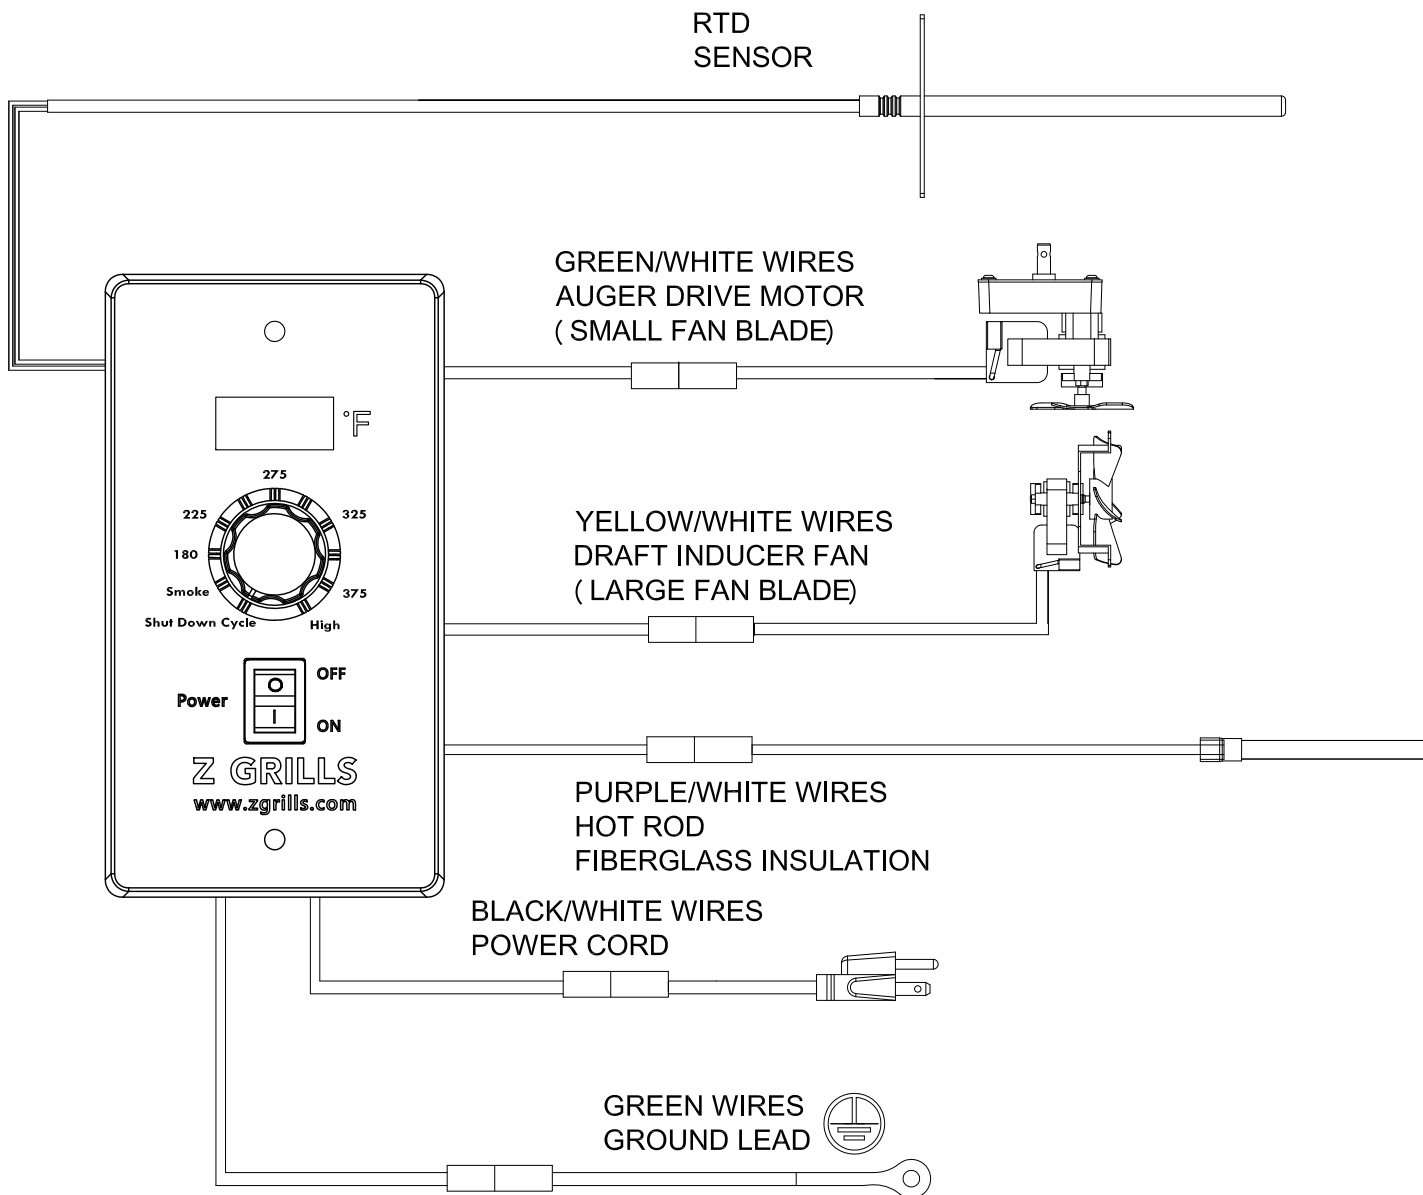 RTD
SENSOR
GREEN/WHITE WIRES
AUGER DRIVE MOTOR
( SMALL FAN BLADE)
°F
275
225
325
180
Smoke
375
Shut Down Cycle
High
YELLOW/WHITE WIRES
DRAFT INDUCER FAN
( LARGE FAN BLADE)
OFF
O
Power
I
ON
Z GRILLS
www.zgrills.com
PURPLE/WHITE WIRES
HOT ROD
FIBERGLASS INSULATION
BLACK/WHITE WIRES
POWER CORD
GREEN WIRES
GROUND LEAD